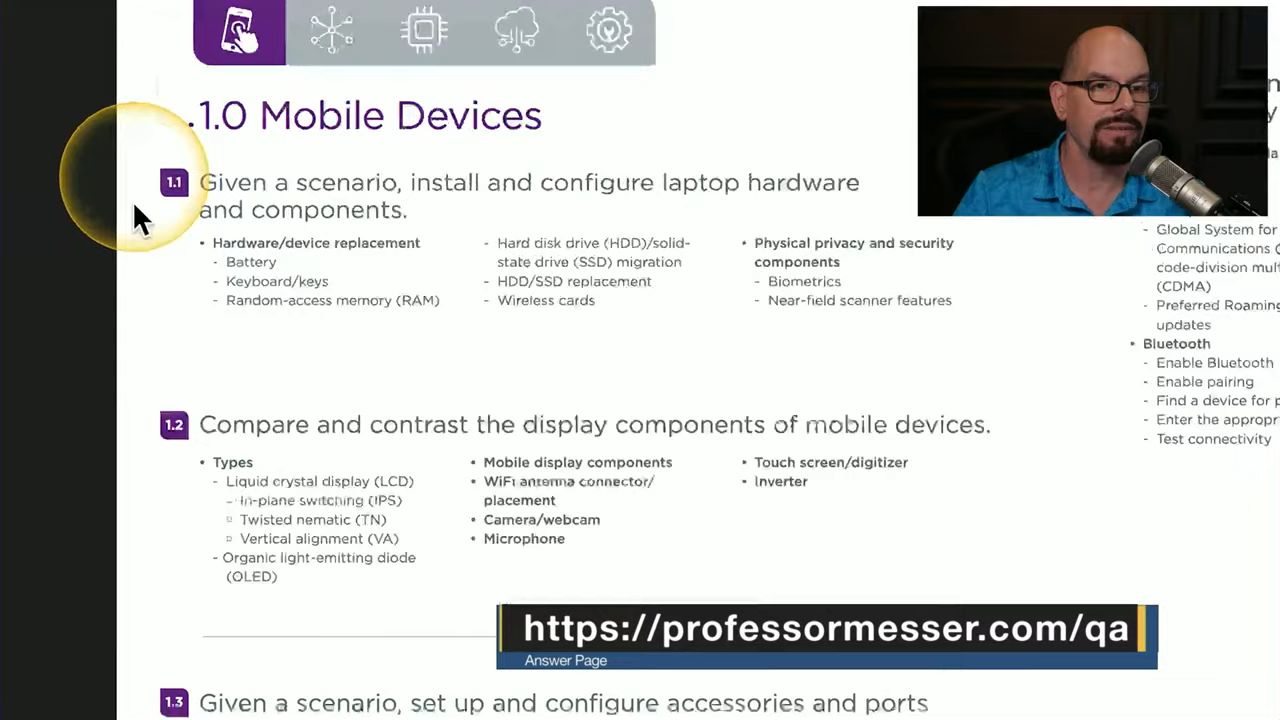 1.0 Mobile Devices
1.1 Given a scenario, install and configure laptop hardware
and components.
• Hardware/device replacement
- Battery
- Keyboard/keys
- Random-access memory (RAM)
- Hard disk drive (HDD)/solid-
state drive (SSD) migration
- HDD/SSD replacement
- Wireless cards
• Physical privacy and security
components
- Biometrics
- Near-field scanner features
1.2 Compare and contrast the display components of mobile devices.
• Types
- Liquid crystal display (LCD)
- In-plane switching (IPS)
▫ Twisted nematic (TN)
▫ Vertical alignment (VA)
- Organic light-emitting diode
(OLED)
• Mobile display components
• WiFi antenna connector/
placement
• Camera/webcam
• Microphone
• Touch screen/digitizer
• Inverter
1.3 Given a scenario, set up and configure accessories and ports
- Global System for
Communications
code-division
(CDMA)
- Preferred Roaming
updates
• Bluetooth
- Enable Bluetooth
- Enable pairing
- Find a device for
- Enter the
- Test connectivity
https://professormesser.com/qa
Answer Page